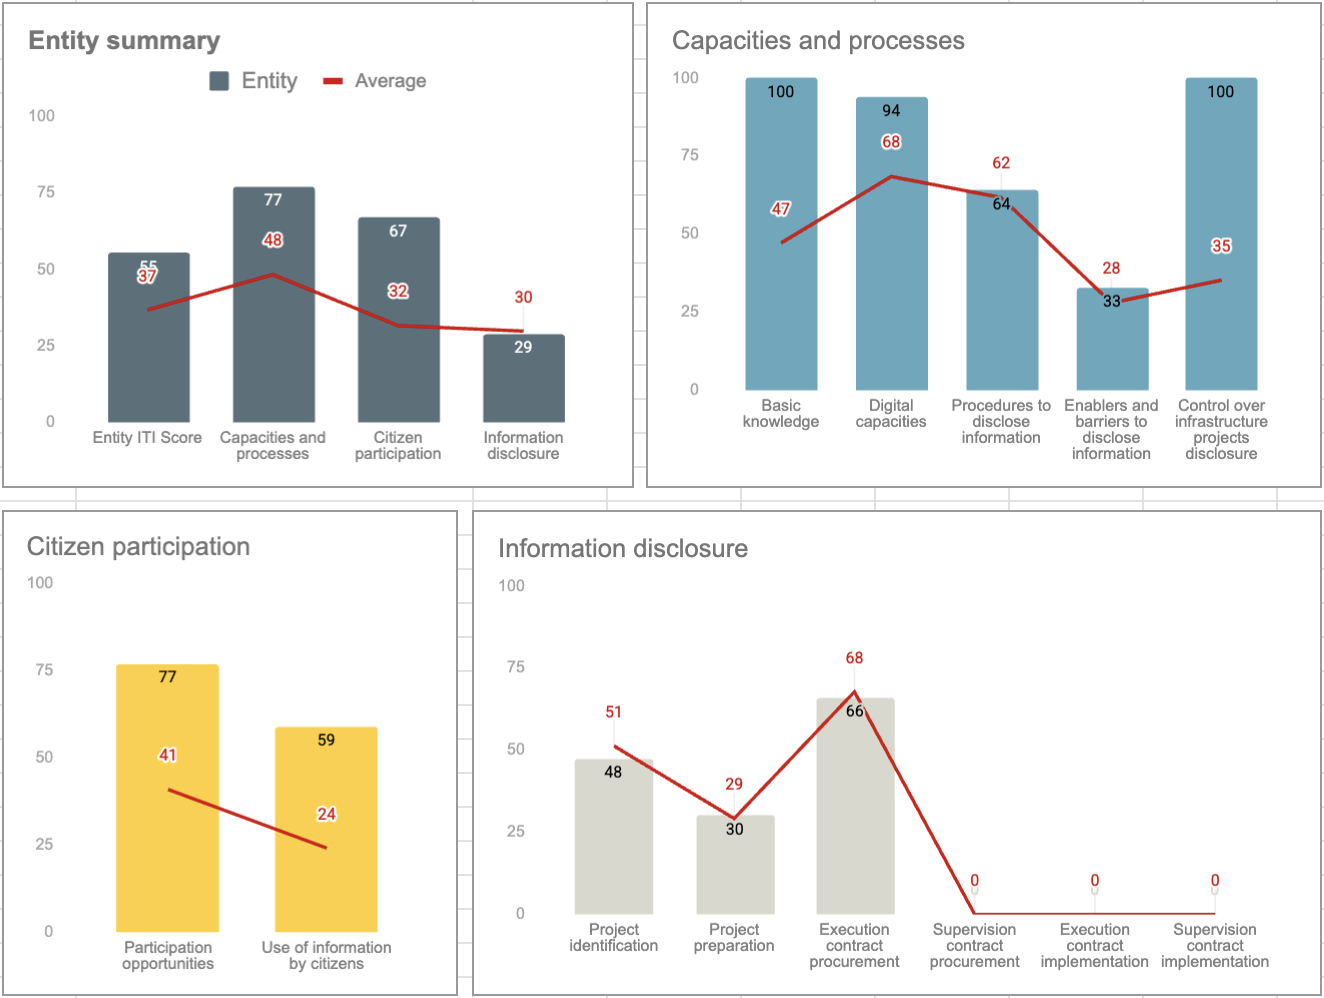 Entity summary
Entity
Average
100
75
50
25
0
55
37
77
48
67
32
30
29
Entity ITI Score
Capacities and
processes
Citizen
participation
Information
disclosure
Capacities and processes
100
75
50
25
0
100
47
94
68
62
64
28
33
100
35
Basic
knowledge
Digital
capacities
Procedures to
disclose
information
Enablers and
barriers to
disclose
information
Control over
infrastructure
projects
disclosure
Citizen participation
100
75
50
25
0
77
41
59
24
Participation
opportunities
Use of information
by citizens
Information disclosure
100
75
50
25
0
51
48
29
30
68
66
0
0
0
0
0
0
Project
identification
Project
preparation
Execution
contract
procurement
Supervision
contract
procurement
Execution
contract
implementation
Supervision
contract
implementation